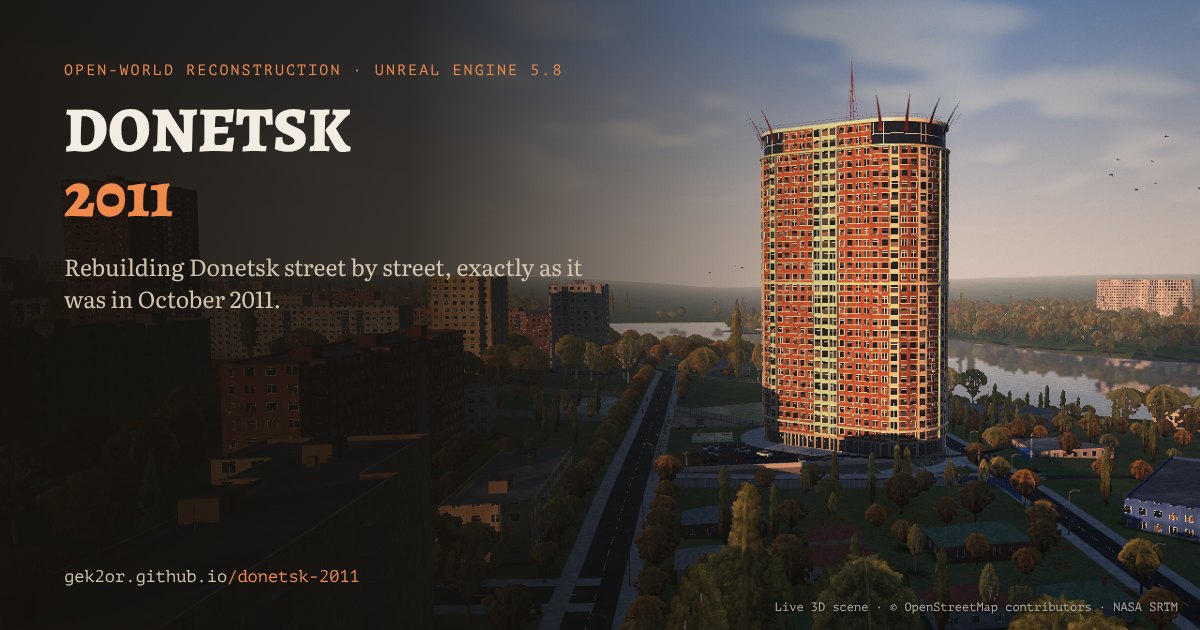 OPEN-WORLD RECONSTRUCTION · UNREAL ENGINE 5.8
DONETSK
2011
Rebuilding Donetsk street by street, exactly as it
was in October 2011.
gek2or.github.io/donetsk-2011
Live 3D scene · © OpenStreetMap contributors · NASA SRTM